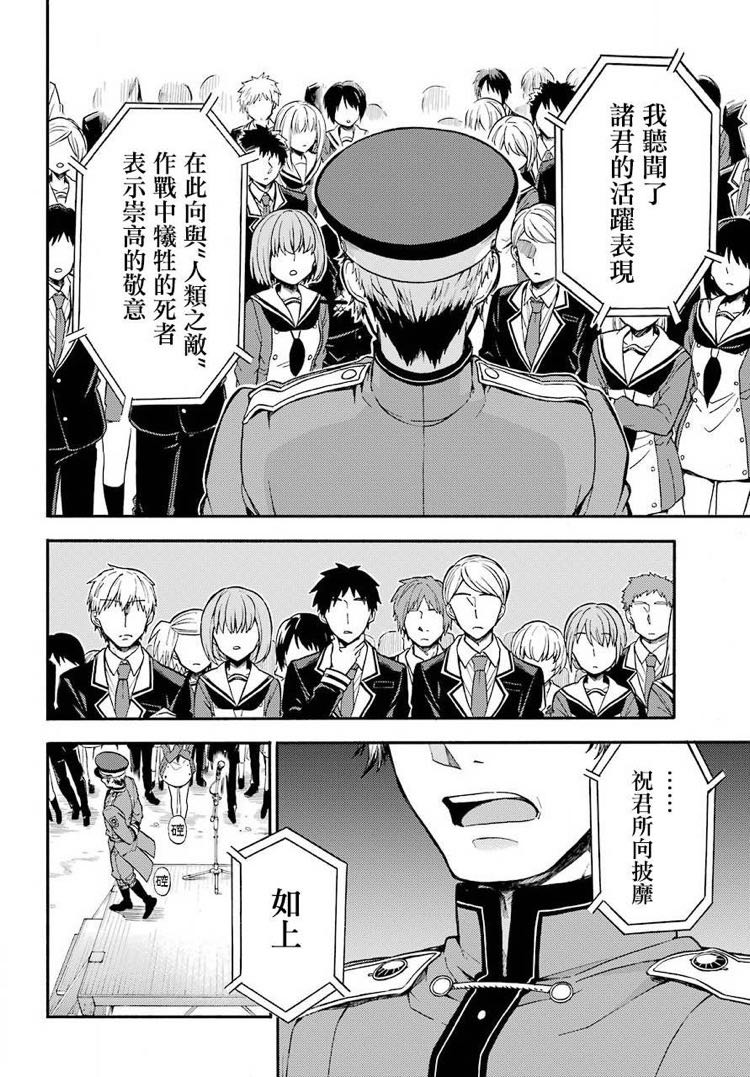 我聽聞了
諸君的活躍表現
在此向與〝人類之敵〞
作戰中犧牲的死者
表示崇高的敬意
……
祝君所向披靡
如上
硿
硿